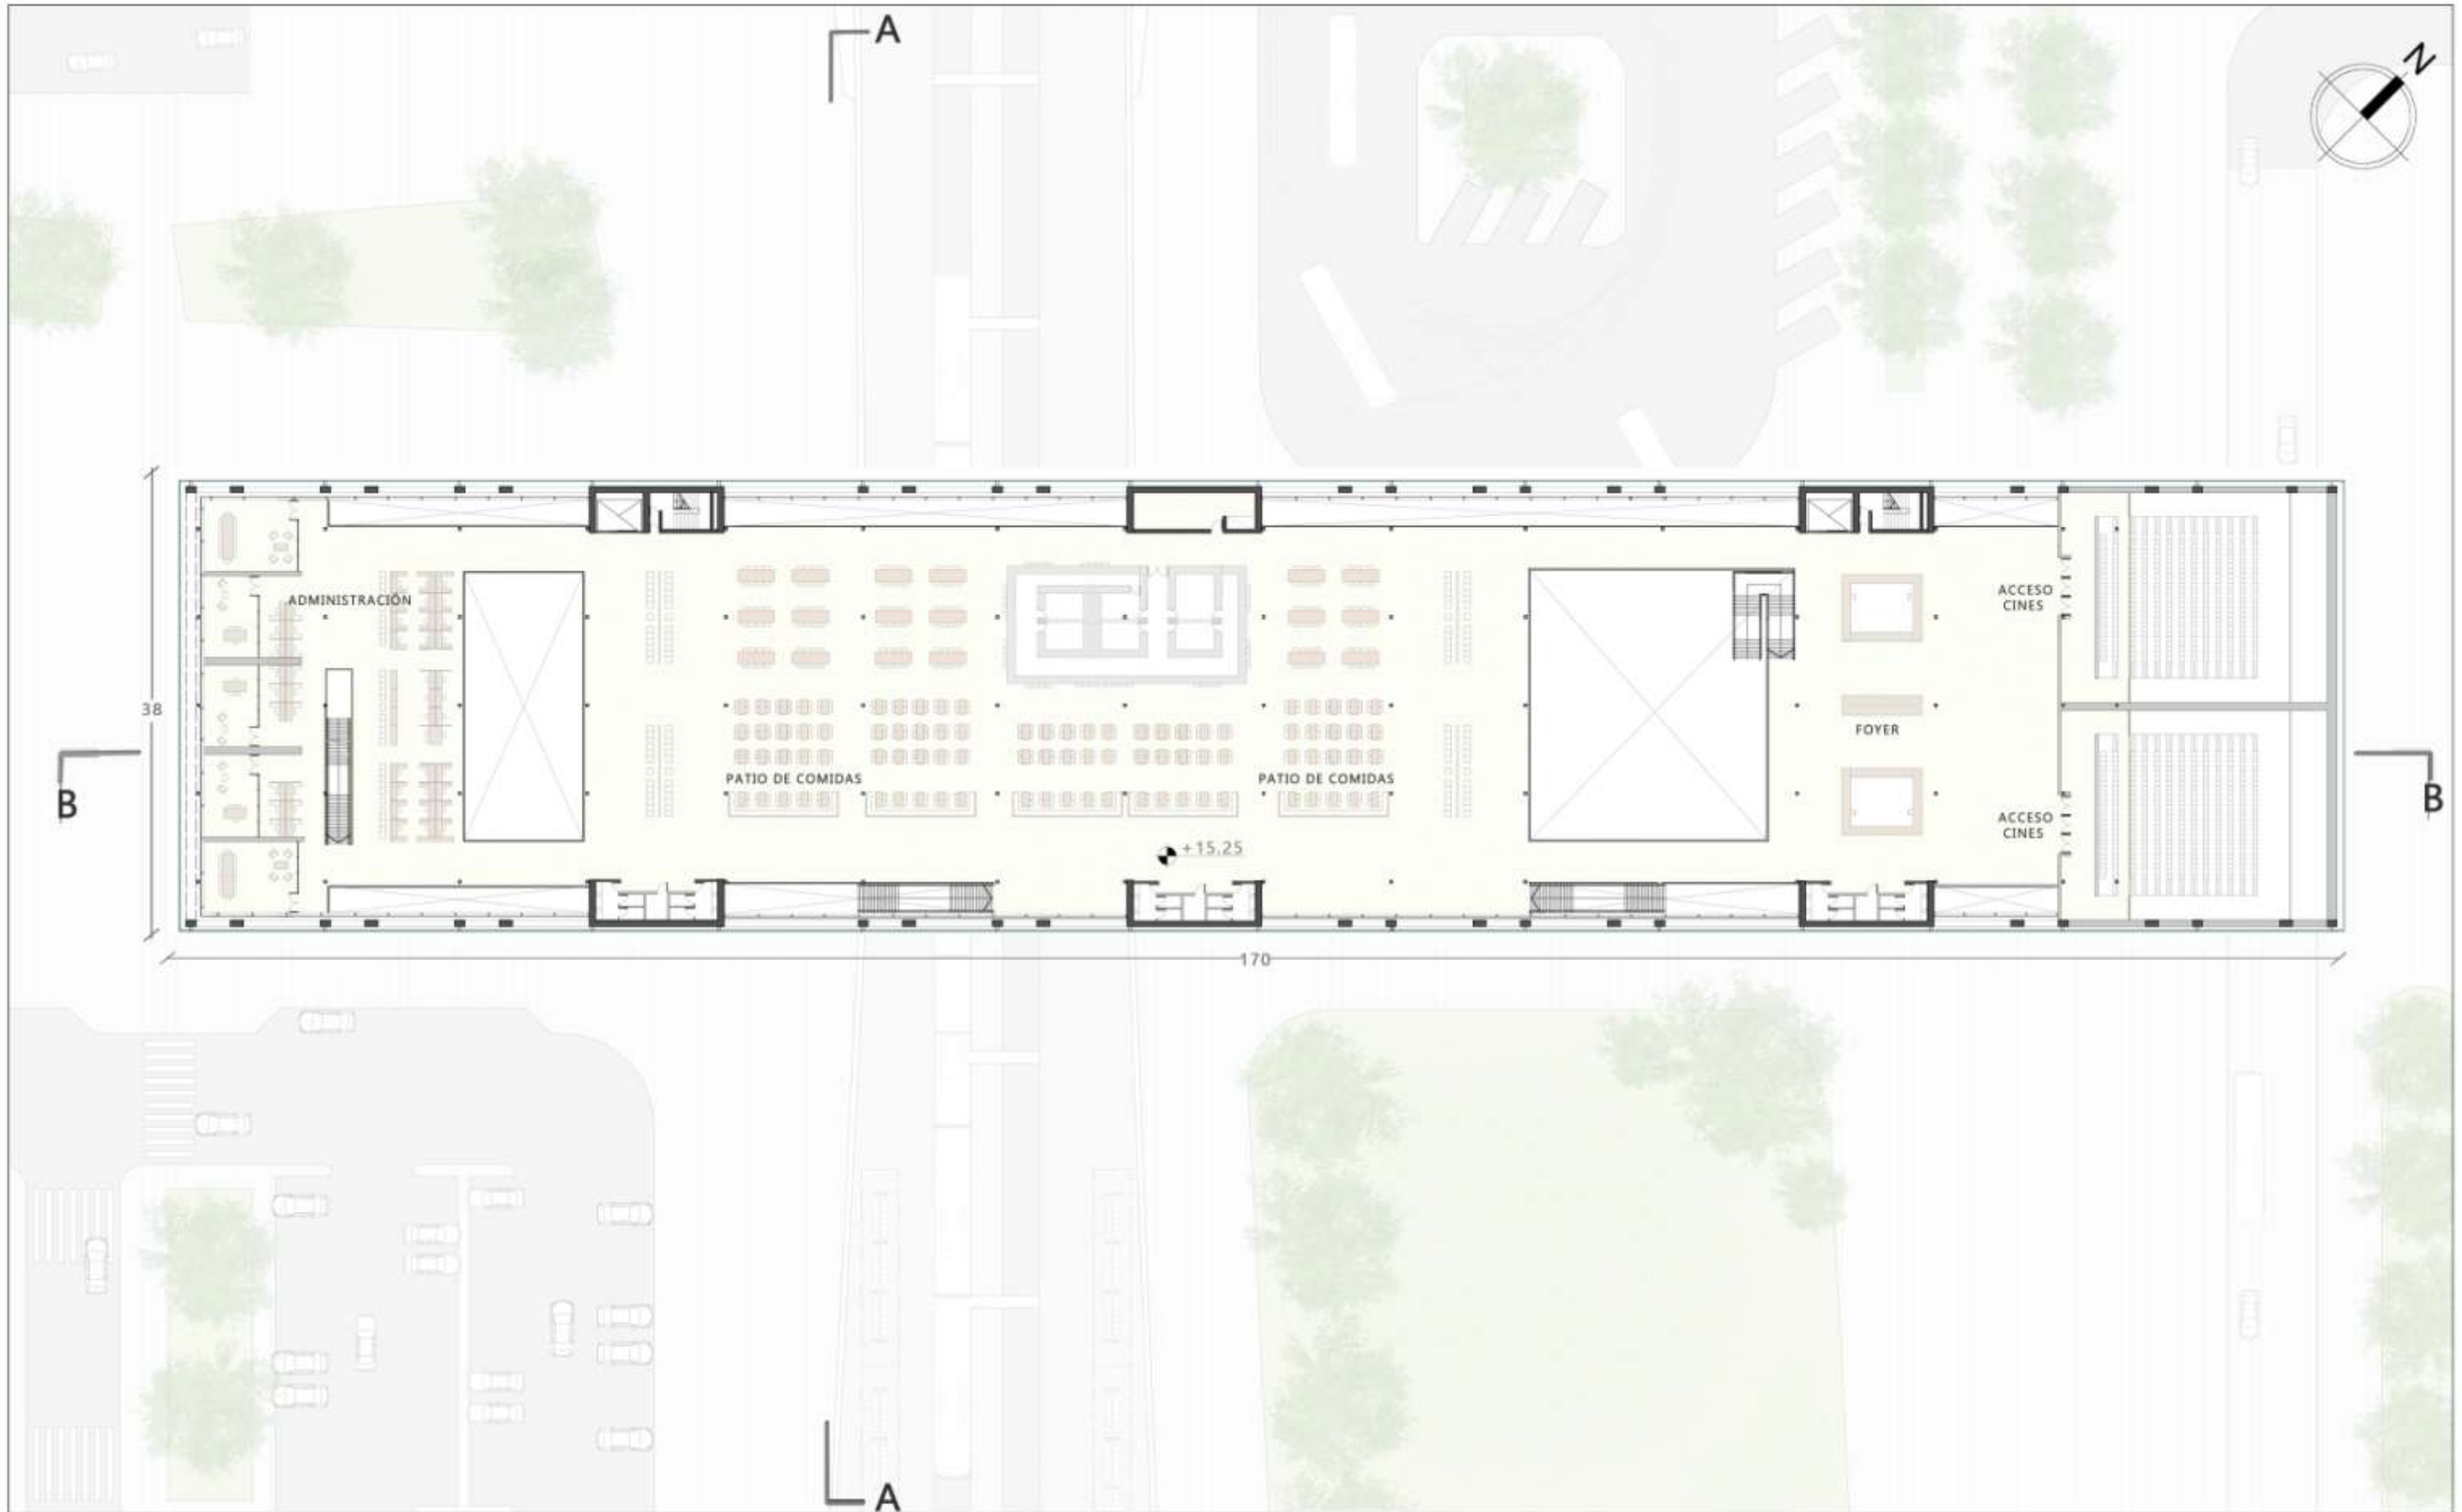 A
N
ADMINISTRACIÓN
ACCESO
CINES
38
FOYER
PATIO DE COMIDAS
PATIO DE COMIDAS
B
B
ACCESO
CINES
+15.25
170
A